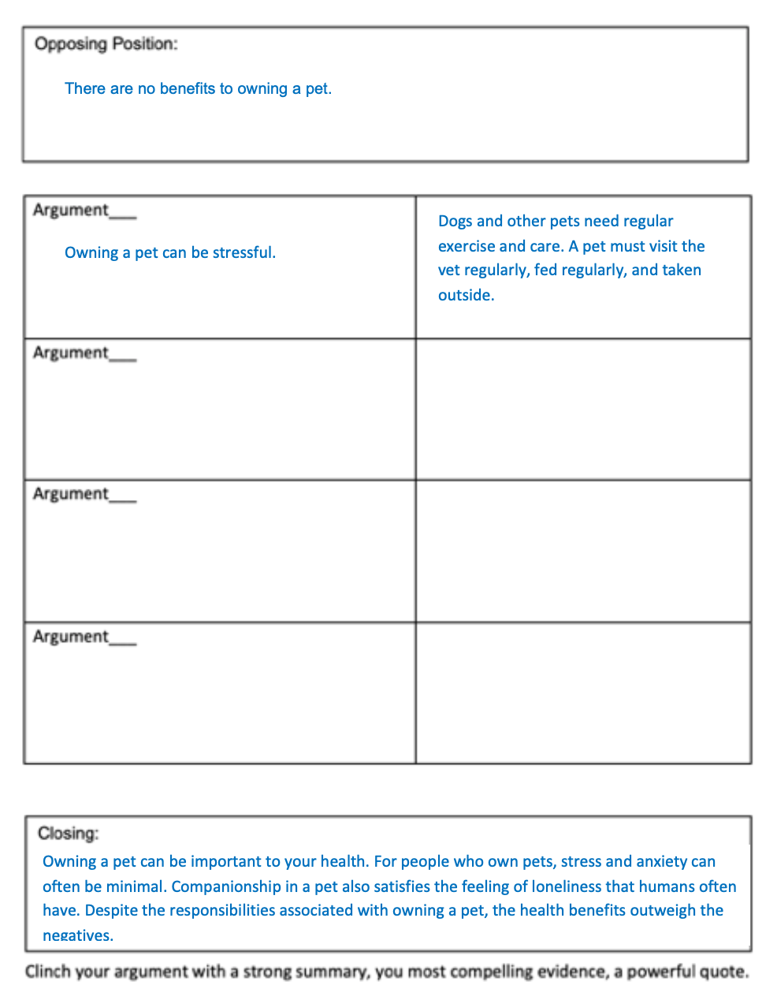 Opposing Position:
There are no benefits to owning a pet.
Argument___
Owning a pet can be stressful.
Dogs and other pets need regular
exercise and care. A pet must visit the
vet regularly, fed regularly, and taken
outside.
Argument___
Argument___
Argument___
Closing:
Owning a pet can be important to your health. For people who own pets, stress and anxiety can
often be minimal. Companionship in a pet also satisfies the feeling of loneliness that humans often
have. Despite the responsibilities associated with owning a pet, the health benefits outweigh the
negatives.
Clinch your argument with a strong summary, you most compelling evidence, a powerful quote.